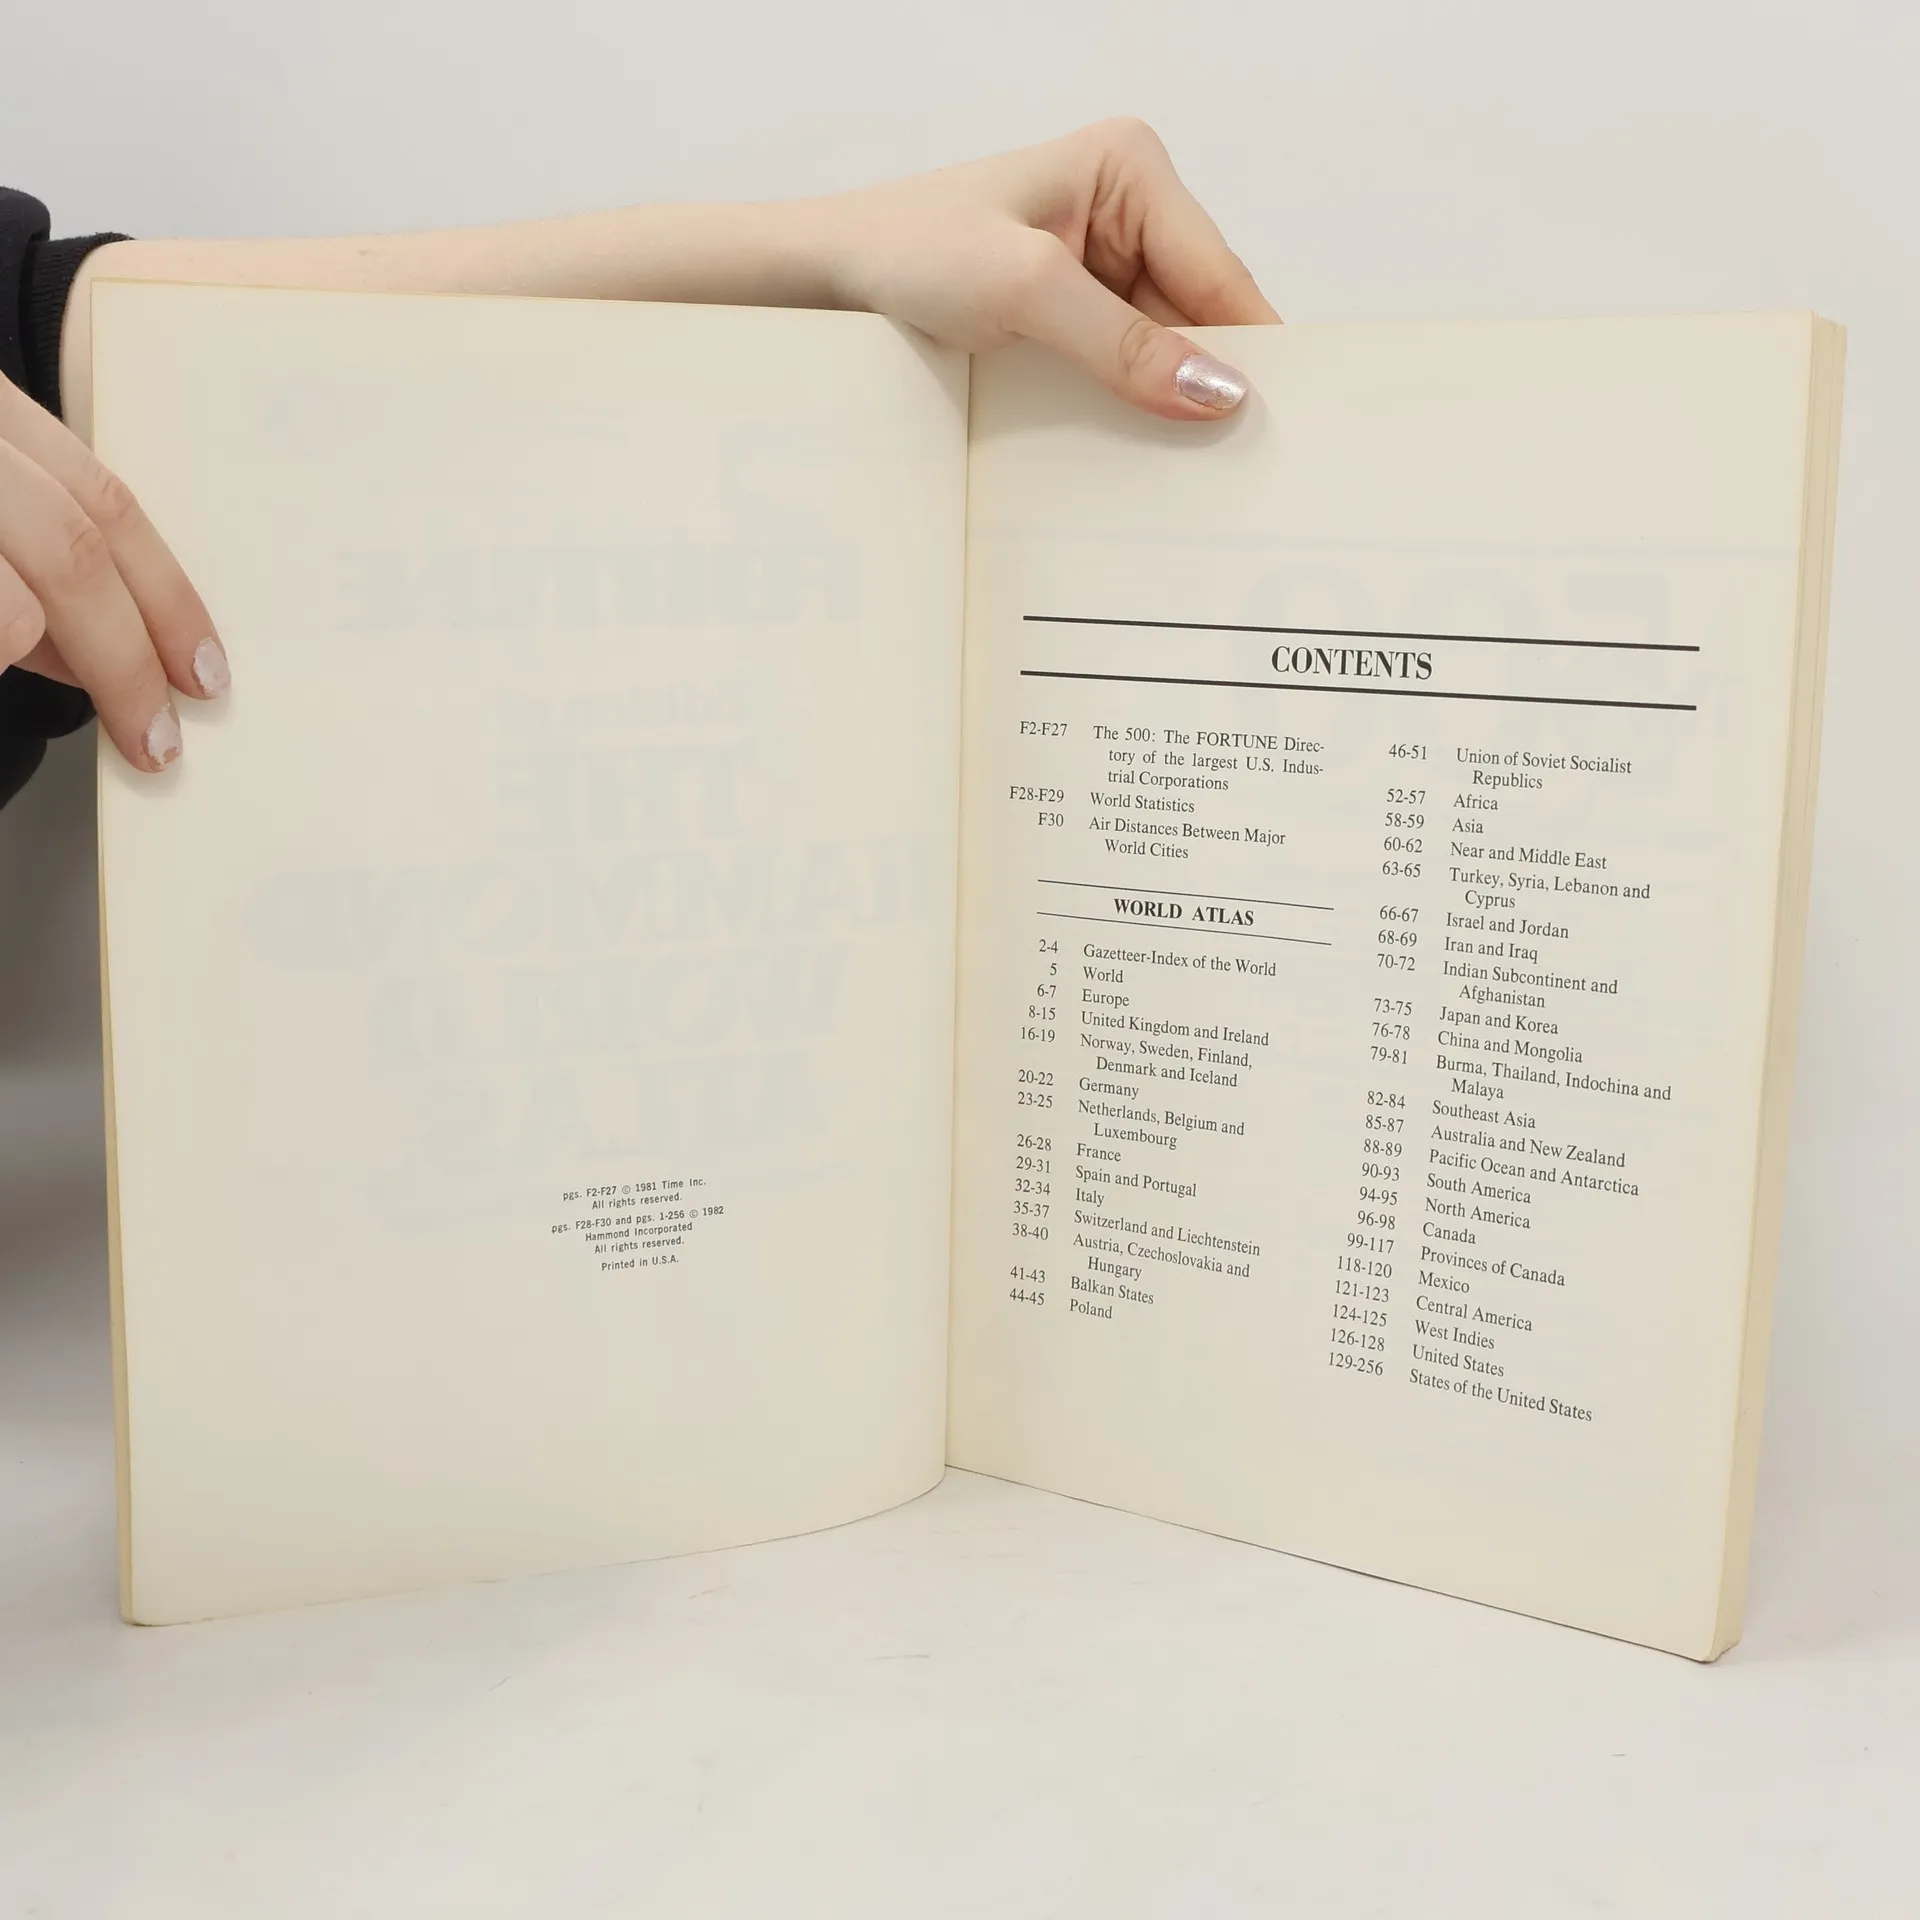 pgs. F2-F27 © 1981 Time Inc.
All rights reserved.
pgs. F28-F30 and pgs. 1-256 © 1982
Hammond Incorporated
All rights reserved.
Printed in U.S.A.
CONTENTS
F2-F27 The 500: The FORTUNE Direc-
tory of the largest U.S. Indus-
trial Corporations
F28-F29 World Statistics
F30 Air Distances Between Major
World Cities
WORLD ATLAS
2-4 Gazetteer-Index of the World
5 World
6-7 Europe
8-15 United Kingdom and Ireland
16-19 Norway, Sweden, Finland,
Denmark and Iceland
20-22 Germany
23-25 Netherlands, Belgium and
Luxembourg
26-28 France
29-31 Spain and Portugal
32-34 Italy
35-37 Switzerland and Liechtenstein
38-40 Austria, Czechoslovakia and
Hungary
41-43 Balkan States
44-45 Poland
46-51 Union of Soviet Socialist
Republics
52-57 Africa
58-59 Asia
60-62 Near and Middle East
63-65 Turkey, Syria, Lebanon and
Cyprus
66-67 Israel and Jordan
68-69 Iran and Iraq
70-72 Indian Subcontinent and
Afghanistan
73-75 Japan and Korea
76-78 China and Mongolia
79-81 Burma, Thailand, Indochina and
Malaya
82-84 Southeast Asia
85-87 Australia and New Zealand
88-89 Pacific Ocean and Antarctica
90-93 South America
94-95 North America
96-98 Canada
99-117 Provinces of Canada
118-120 Mexico
121-123 Central America
124-125 West Indies
126-128 United States
129-256 States of the United States